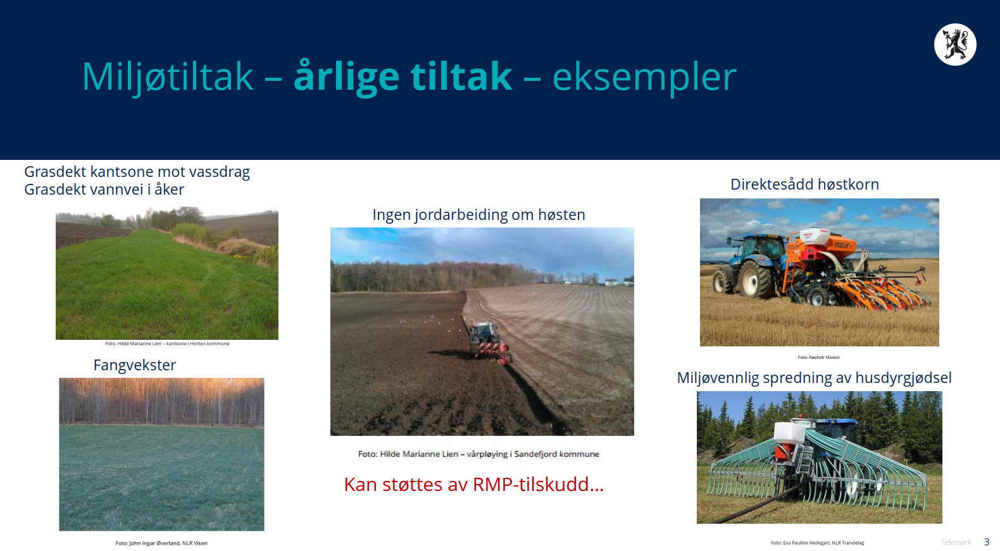 Miljøtiltak – årlige tiltak – eksempler
Grasdekt kantsone mot vassdrag
Grasdekt vannvei i åker
Foto: Hilde Marianne Lien – kantsone i Horten kommune
Fangvekster
Foto: John Ingar Øverland, NLR Viken
Ingen jordarbeiding om høsten
Foto: Hilde Marianne Lien – vårpløying i Sandefjord kommune
Kan støttes av RMP-tilskudd...
Direktesådd høstkorn
mzuri
Foto: Røsholt Maskin
Miljøvennlig spredning av husdyrgjødsel
Foto: Eva Pauline Hedegart, NLR Trøndelag
Telemark
3